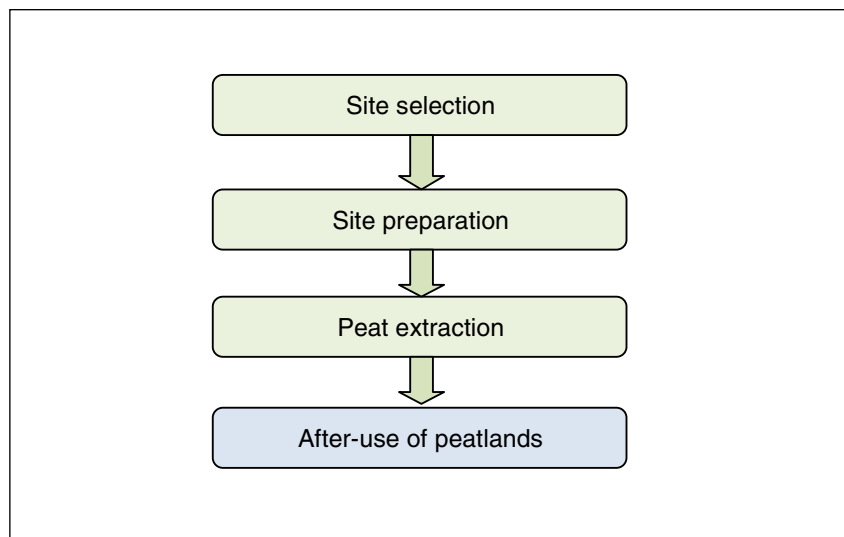 Site selection
Site preparation
Peat extraction
After-use of peatlands